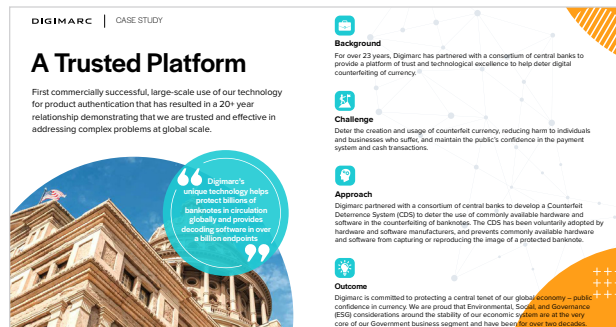 DIGIMARC | CASE STUDY
A Trusted Platform
First commercially successful, large-scale use of our technology
for product authentication that has resulted in a 20+ year
relationship demonstrating that we are trusted and effective in
addressing complex problems at global scale.
“
Digimarc's
unique technology helps
protect billions of
banknotes in circulation
globally and provides
decoding software in over
a billion endpoints
”
Background
For over 23 years, Digimarc has partnered with a consortium of central banks to
provide a platform of trust and technological excellence to help deter digital
counterfeiting of currency.
Challenge
Deter the creation and usage of counterfeit currency, reducing harm to individuals
and businesses who suffer, and maintain the public's confidence in the payment
system and cash transactions.
Approach
Digimarc partnered with a consortium of central banks to develop a Counterfeit
Deterrence System (CDS) to deter the use of commonly available hardware and
software in the counterfeiting of banknotes. The CDS has been voluntarily adopted by
hardware and software manufacturers, and prevents commonly available hardware
and software from capturing or reproducing the image of a protected banknote.
Outcome
Digimarc is committed to protecting a central tenet of our global economy – public
confidence in currency. We are proud that Environmental, Social, and Governance
(ESG) considerations around the stability of our economic system are at the very
core of our Government business segment and have been for over two decades.